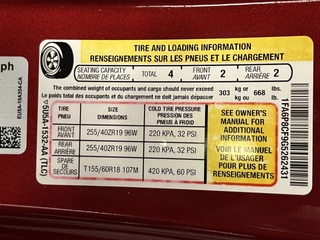 TIRE AND LOADING INFORMATION
RENSEIGNEMENTS SUR LES PNEUS ET LE CHARGEMENT
SEATING CAPACITY
NOMBRE DE PLACES
TOTAL 4
FRONT
AVANT 2
REAR
ARRIÈRE 2
The combined weight of occupants and cargo should never exceed
Le poids total des occupants et du chargement ne doit jamais dépasser
303 kg or
kg ou 668 lbs.
lb.
TIRE
PNEU
SIZE
DIMENSIONS
COLD TIRE PRESSURE
PRESSION DES
PNEUS À FROID
FRONT
AVANT
255/40ZR19 96W
220 KPA, 32 PSI
REAR
ARRIÈRE
255/40ZR19 96W
220 KPA, 32 PSI
SPARE
DE SECOURS
T155/60R18 107M
420 KPA, 60 PSI
SEE OWNER'S
MANUAL FOR
ADDITIONAL
INFORMATION
VOIR LE MANUEL
DE L'USAGER
POUR PLUS DE
RENSEIGNEMENTS
5U5A-1532-AA (TLC)
1FA6P8CF9G5262431
ph